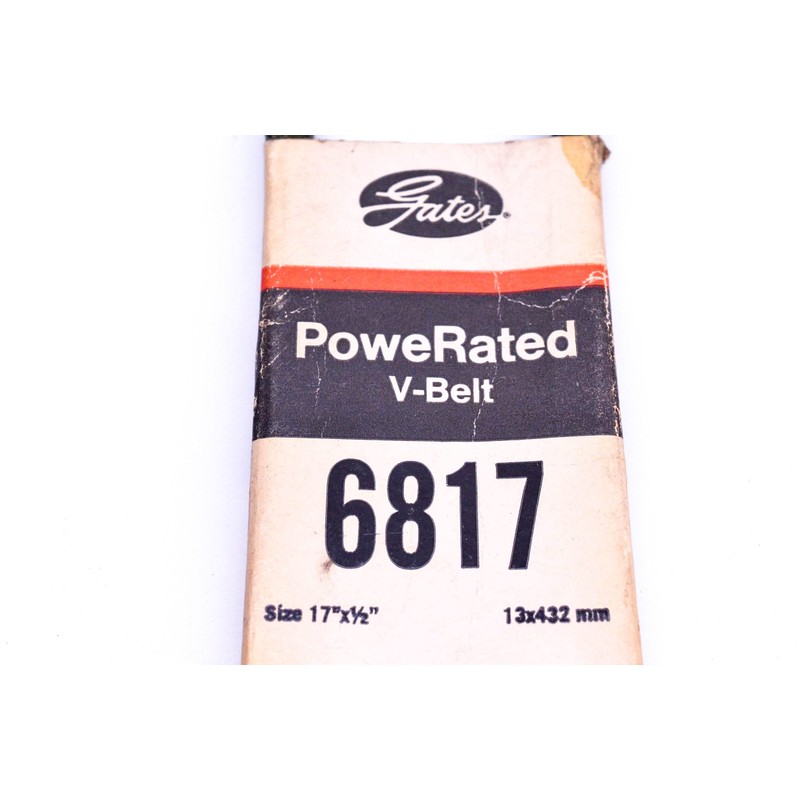 Gates®
PoweRated
V-Belt
6817
Size 17"x½" 13x432 mm